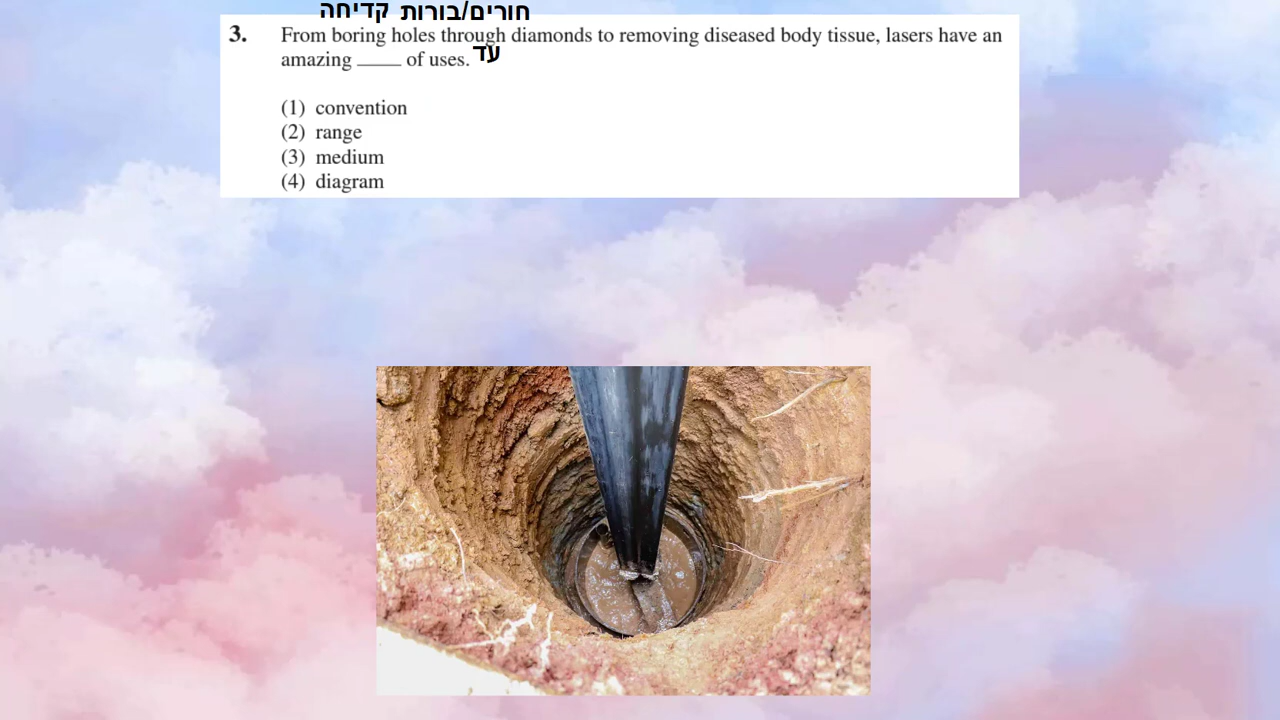 חורים/בורות קדיחה
3. From boring holes through diamonds to removing diseased body tissue, lasers have an
amazing ____ of uses. עד
(1) convention
(2) range
(3) medium
(4) diagram